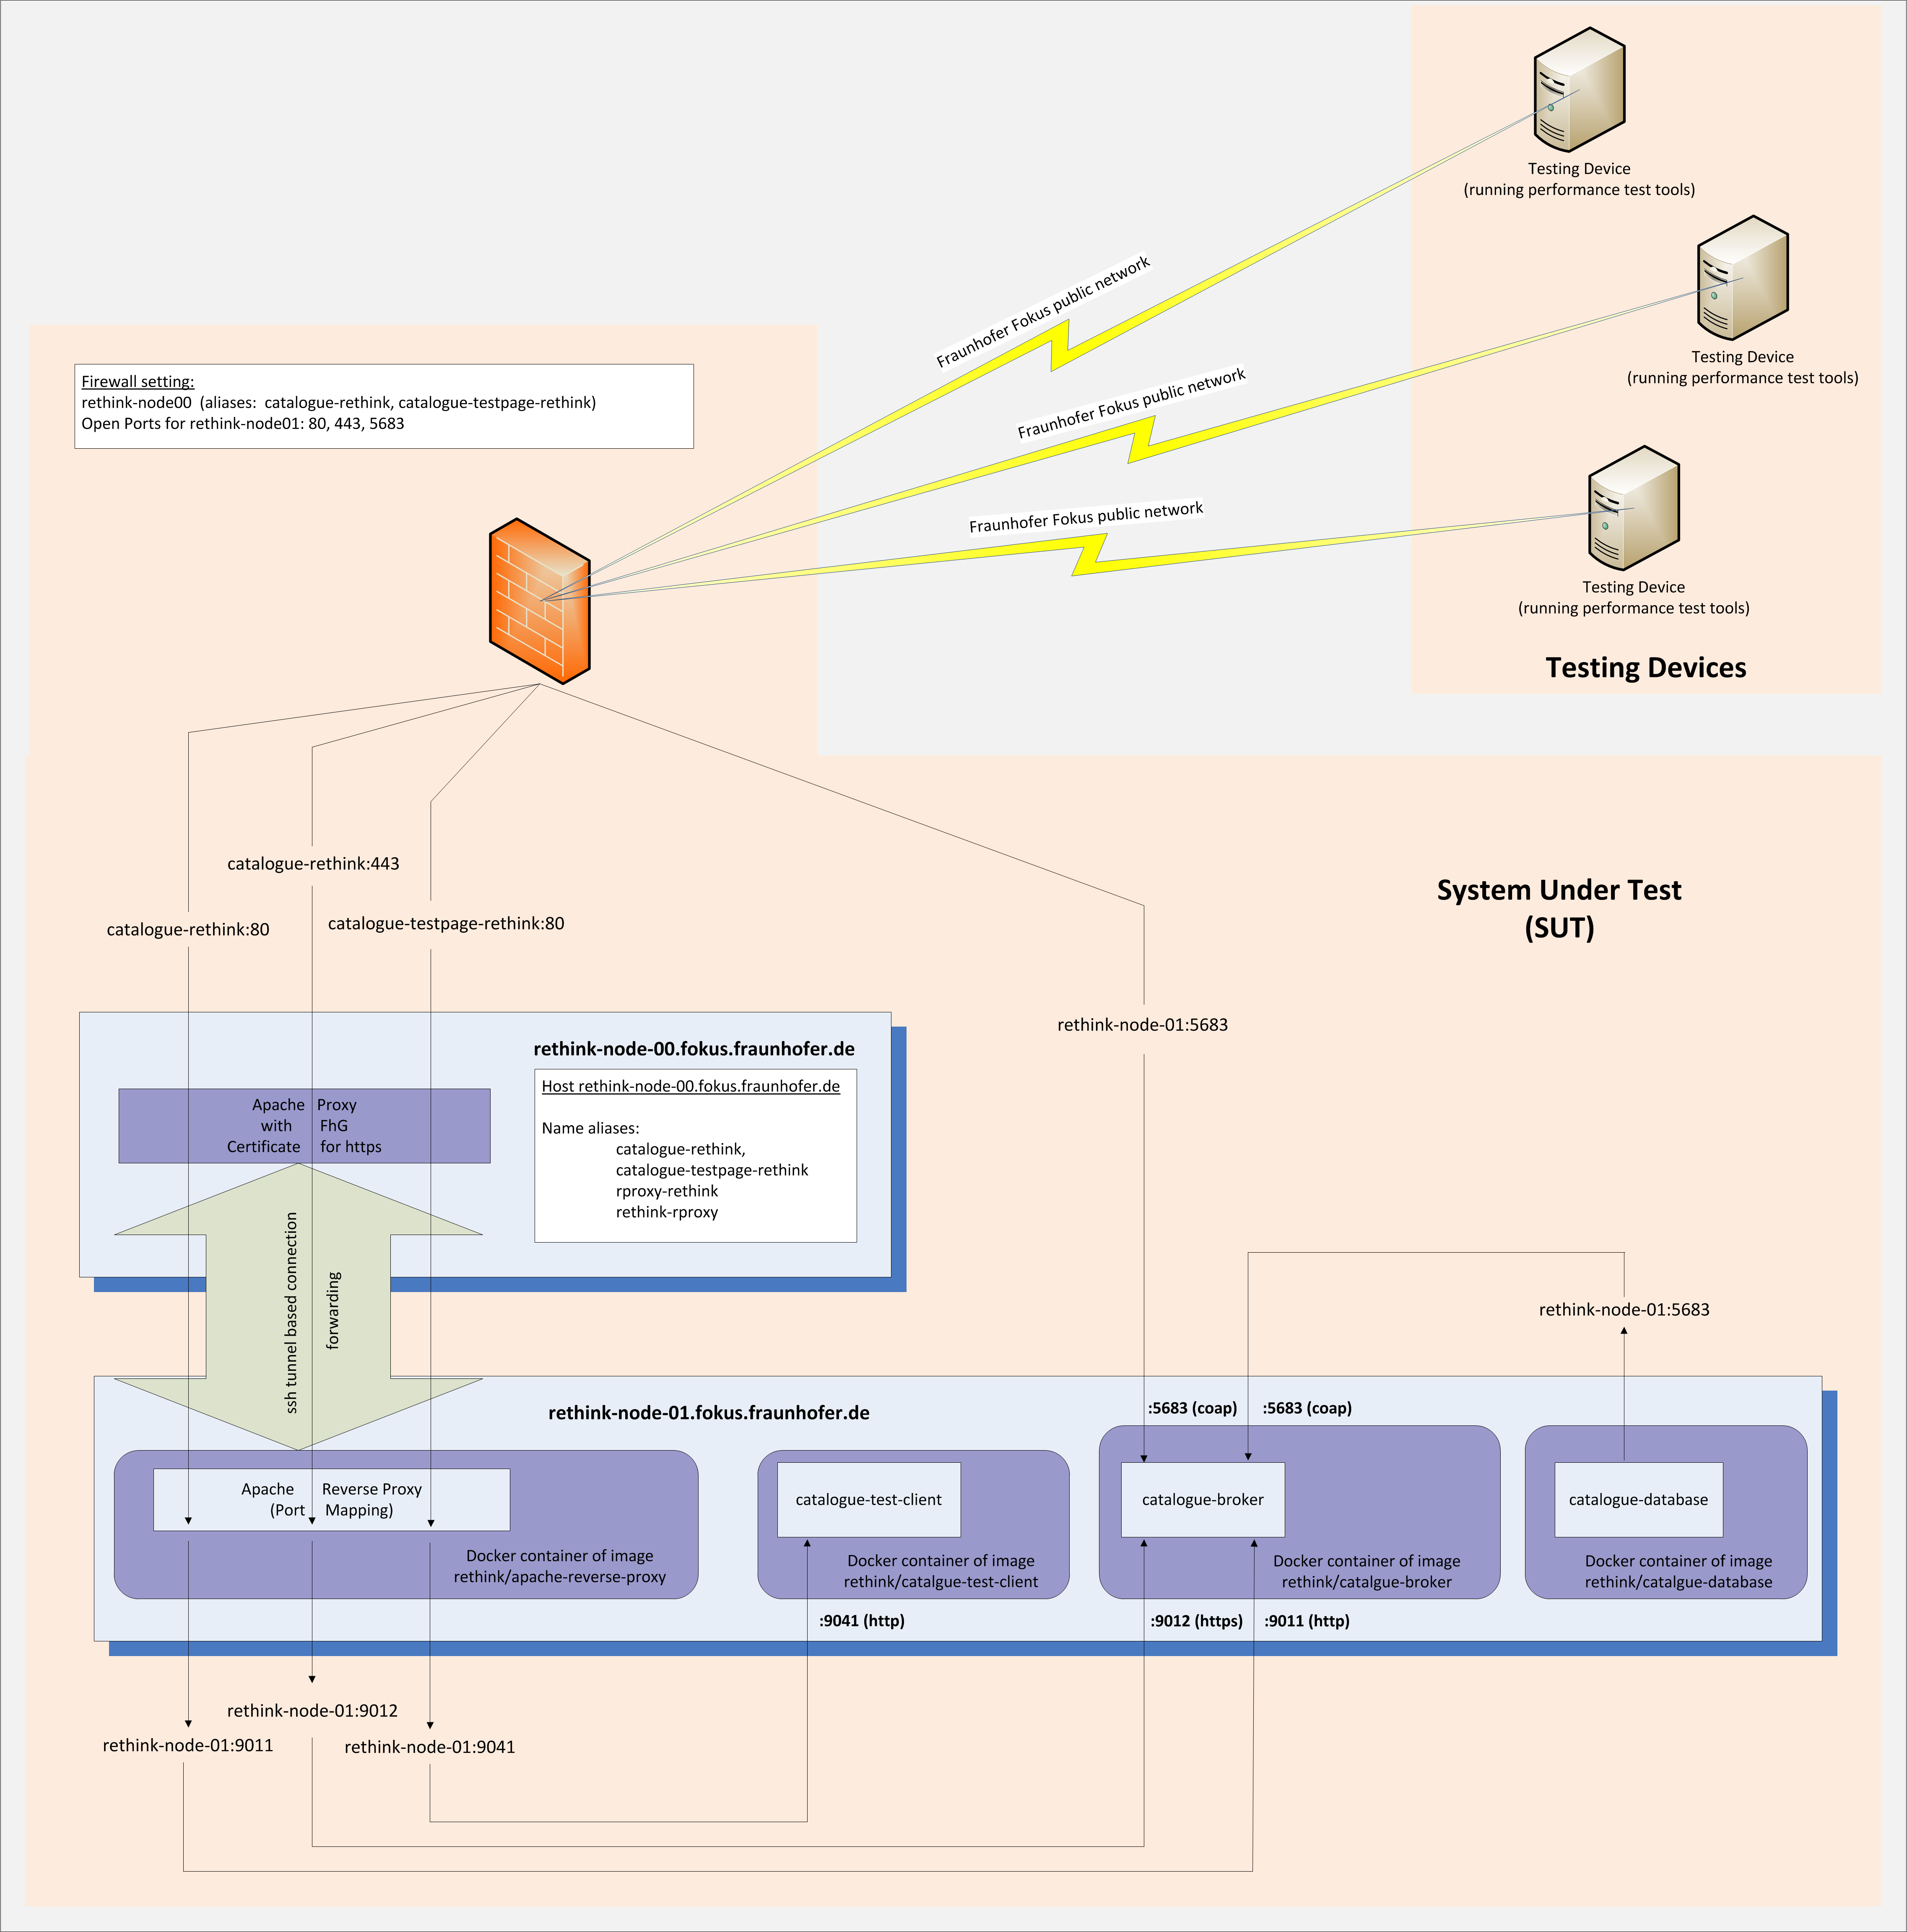 Testing Device
(running performance test tools)
Testing Device
(running performance test tools)
Testing Device
(running performance test tools)
Testing Devices
Fraunhofer Fokus public network
Fraunhofer Fokus public network
Fraunhofer Fokus public network
Firewall setting:
rethink-node00 (aliases: catalogue-rethink, catalogue-testpage-rethink)
Open Ports for rethink-node01: 80, 443, 5683
catalogue-rethink:443
catalogue-rethink:80
catalogue-testpage-rethink:80
System Under Test
(SUT)
rethink-node-01:5683
rethink-node-00.fokus.fraunhofer.de
Host rethink-node-00.fokus.fraunhofer.de
Name aliases:
catalogue-rethink,
catalogue-testpage-rethink
rproxy-rethink
rethink-rproxy
Apache Proxy
with FhG
Certificate for https
ssh tunnel based connection
forwarding
rethink-node-01:5683
rethink-node-01.fokus.fraunhofer.de
:5683 (coap)
:5683 (coap)
Apache Reverse Proxy
(Port Mapping)
Docker container of image
rethink/apache-reverse-proxy
catalogue-test-client
Docker container of image
rethink/catalgue-test-client
catalogue-broker
Docker container of image
rethink/catalgue-broker
catalogue-database
Docker container of image
rethink/catalgue-database
:9041 (http)
:9012 (https)
:9011 (http)
rethink-node-01:9012
rethink-node-01:9011
rethink-node-01:9041